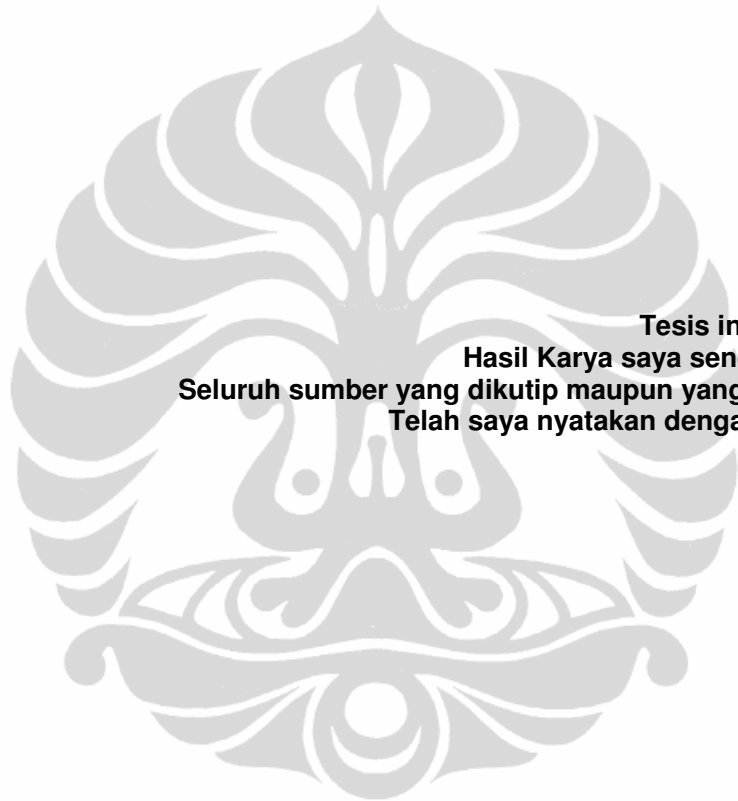 Tesis in
Hasil Karya saya sen
Seluruh sumber yang dikutip maupun yang
Telah saya nyatakan denga